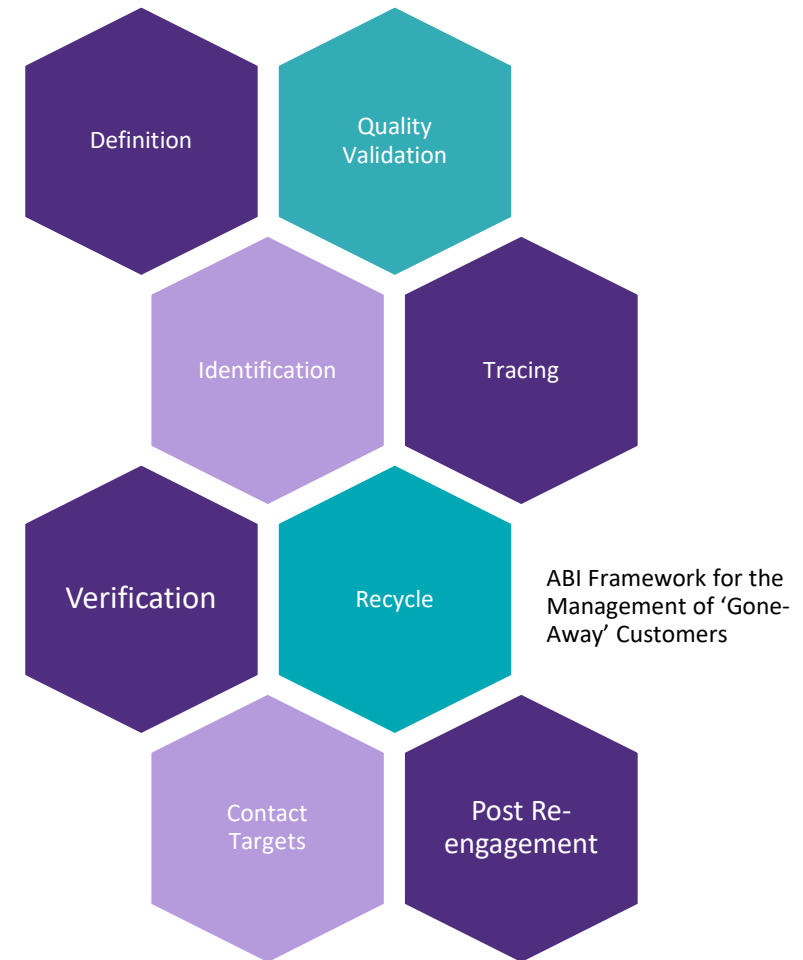 Definition
Quality
Validation
Identification
Tracing
Verification
Recycle
ABI Framework for the
Management of ‘Gone-
Away’ Customers
Contact
Targets
Post Re-
engagement